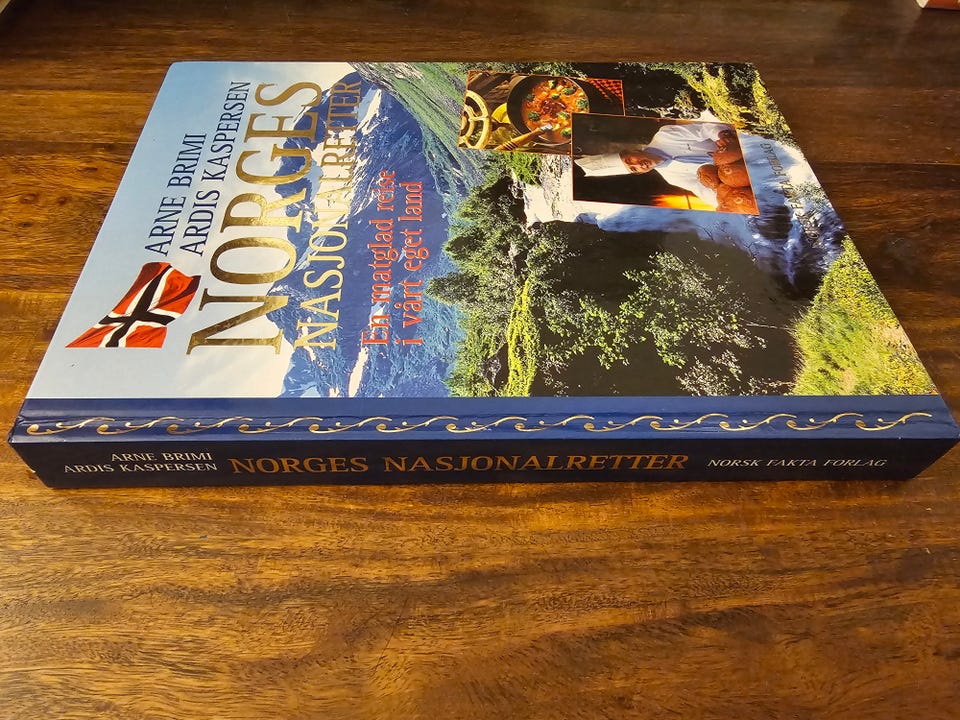 ARNE BRIMI
ARDIS KASPERSEN
NORGES
NASJONALRETTER
En matglad reise
i vårt eget land
ARNE BRIMI
ARDIS KASPERSEN
NORGES NASJONALRETTER
NORSK FAKTA FORLAG